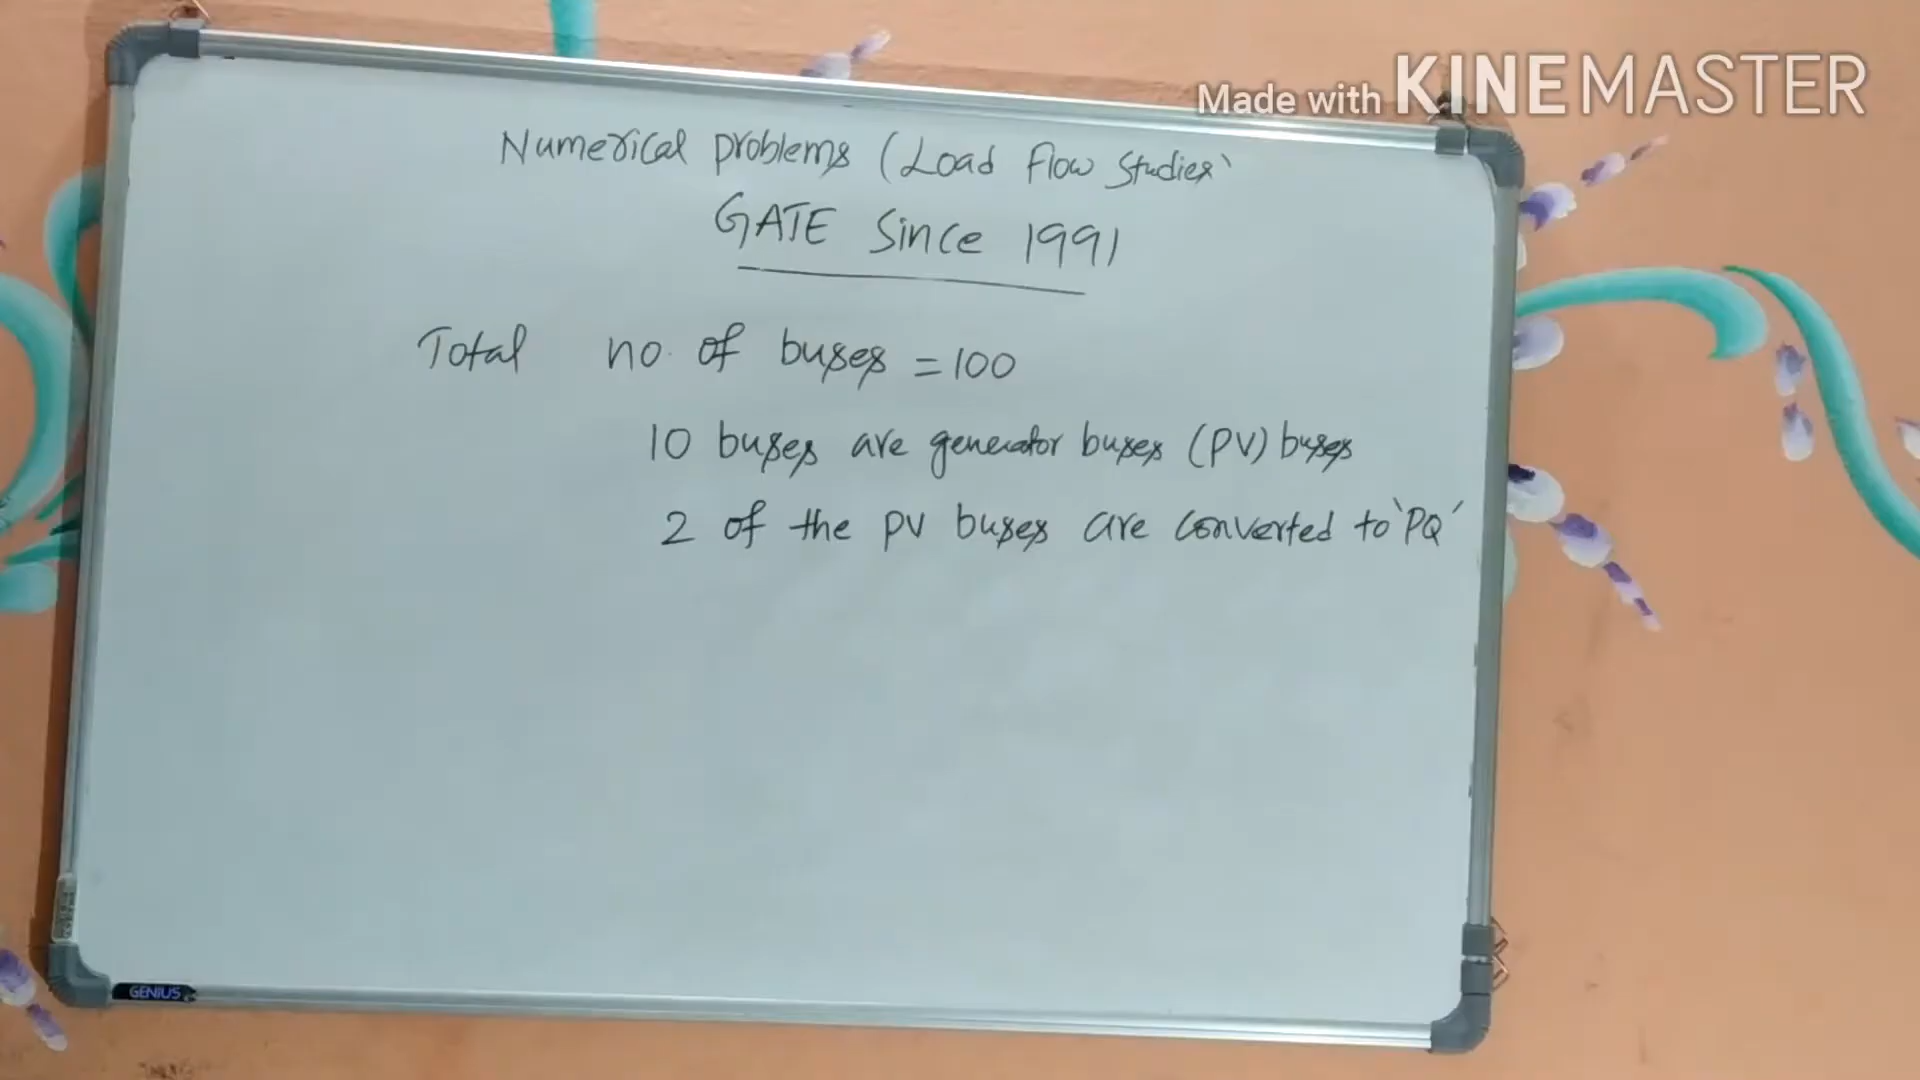 Made with KINEMASTER
Numerical problems (Load flow studies)
GATE Since 1991
Total no. of buses = 100
10 buses are generator buses (PV) buses
2 of the PV buses are converted to 'PQ'
GENIUS